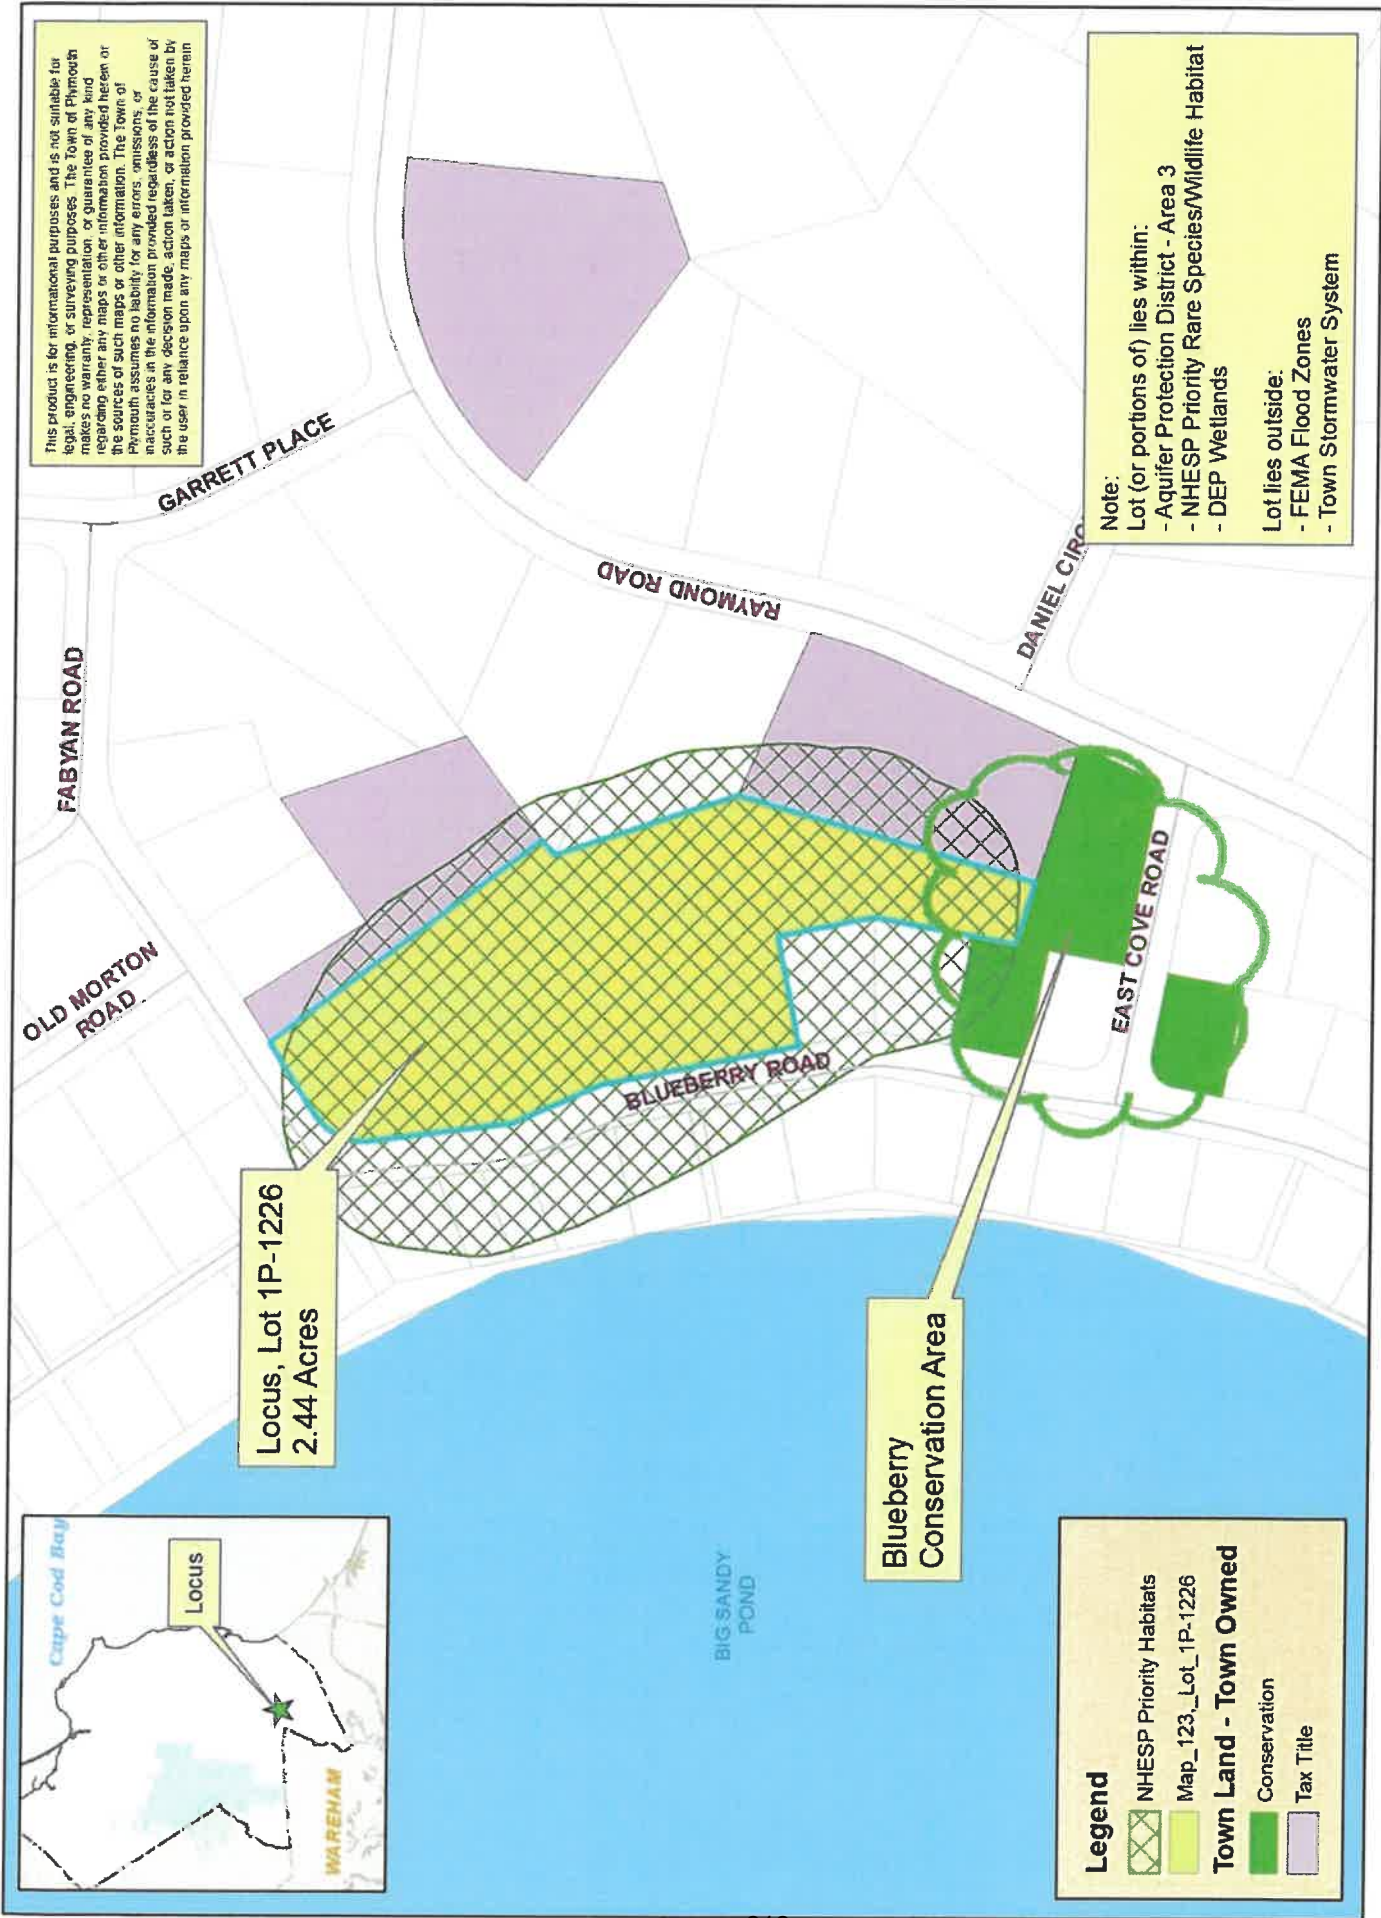 This product is for informational purposes and is not suitable for
legal, engineering, or surveying purposes. The Town of Plymouth
makes no warranty, representation, or guarantee of any kind
regarding either any maps or other information provided herein or
the sources of such maps or other information. The Town of
Plymouth assumes no liability for any errors, omissions, or
inaccuracies in the information provided regardless of the cause of
such or for any decision made, action taken, or action not taken by
the user in reliance upon any maps or information provided herein
Cape Cod Bay
Locus
WAREHAM
OLD MORTON
ROAD
FABYAN ROAD
GARRETT PLACE
Locus, Lot 1P-1226
2.44 Acres
RAYMOND ROAD
BLUEBERRY ROAD
BIG SANDY
POND
Blueberry
Conservation Area
DANIEL CIRC
EAST COVE ROAD
Legend
NHESP Priority Habitats
Map_123,_Lot_1P-1226
Town Land - Town Owned
Conservation
Tax Title
Note:
Lot (or portions of) lies within:
- Aquifer Protection District - Area 3
- NHESP Priority Rare Species/Wildlife Habitat
- DEP Wetlands
Lot lies outside:
- FEMA Flood Zones
- Town Stormwater System